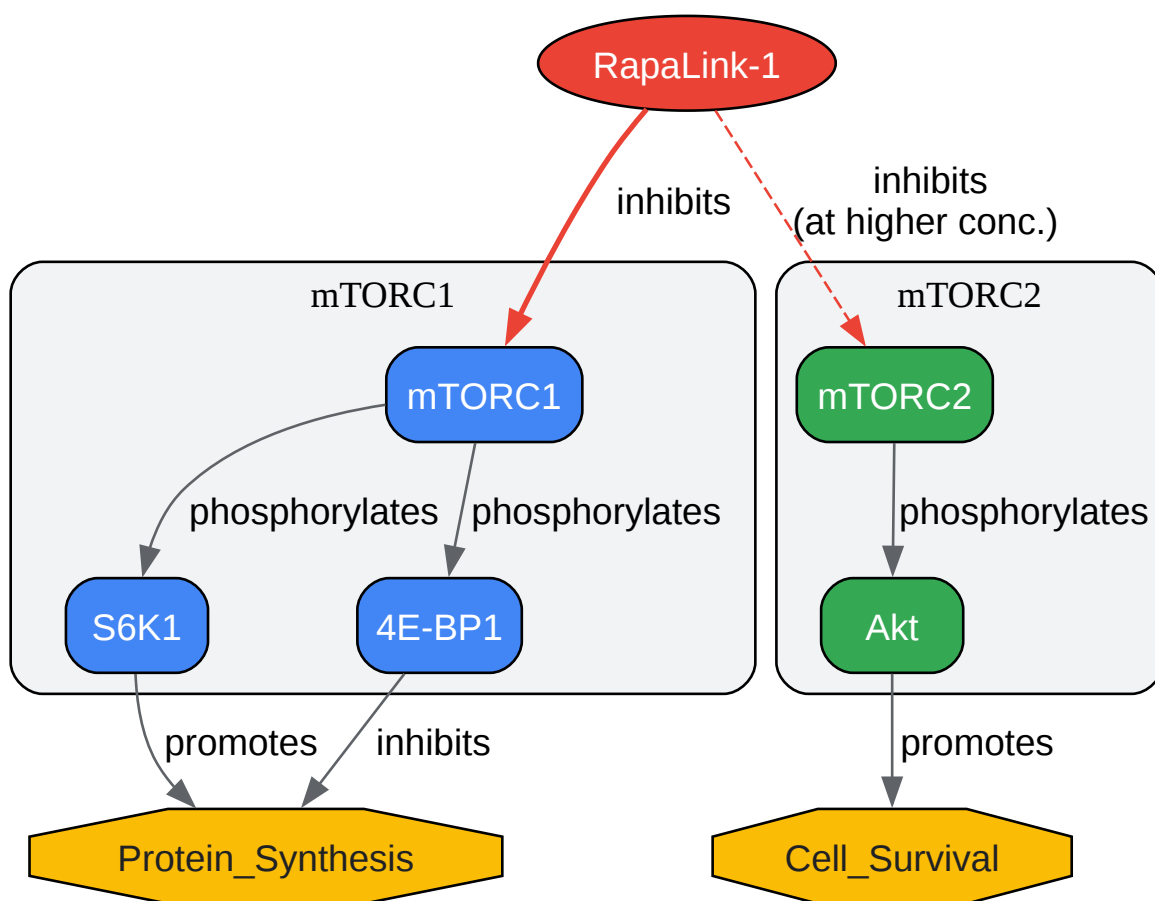 RapaLink-1
inhibits
inhibits
(at higher conc.)
mTORC1
mTORC2
mTORC1
mTORC2
phosphorylates
phosphorylates
phosphorylates
S6K1
4E-BP1
Akt
promotes
inhibits
promotes
Protein_Synthesis
Cell_Survival